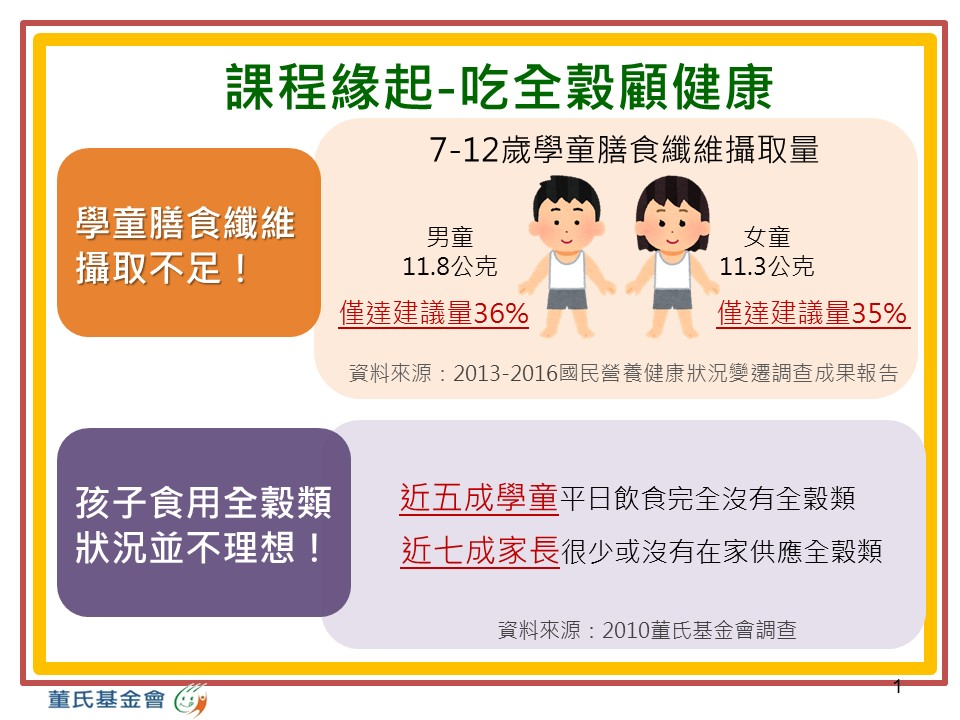 課程緣起-吃全穀顧健康
學童膳食纖維
攝取不足！
7-12歲學童膳食纖維攝取量
男童
11.8公克
僅達建議量36%
女童
11.3公克
僅達建議量35%
資料來源：2013-2016國民營養健康狀況變遷調查成果報告
孩子食用全穀類
狀況並不理想！
近五成學童平日飲食完全沒有全穀類
近七成家長很少或沒有在家供應全穀類
資料來源：2010董氏基金會調查
董氏基金會
1